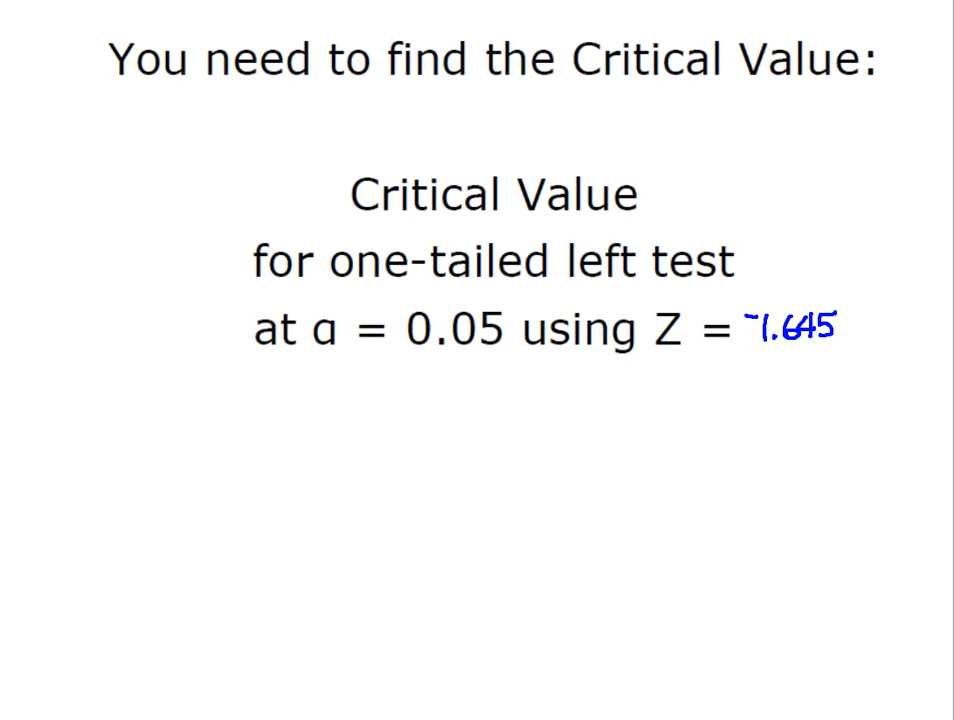 You need to find the Critical Value:
Critical Value
for one-tailed left test
at α = 0.05 using Z = -1.645